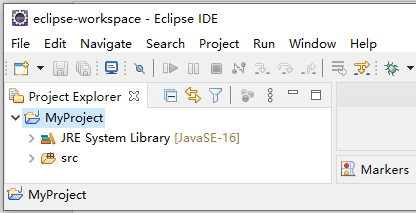 eclipse-workspace - Eclipse IDE
File Edit Navigate Search Project Run Window Help
Project Explorer
MyProject
JRE System Library [JavaSE-16]
src
Markers
MyProject